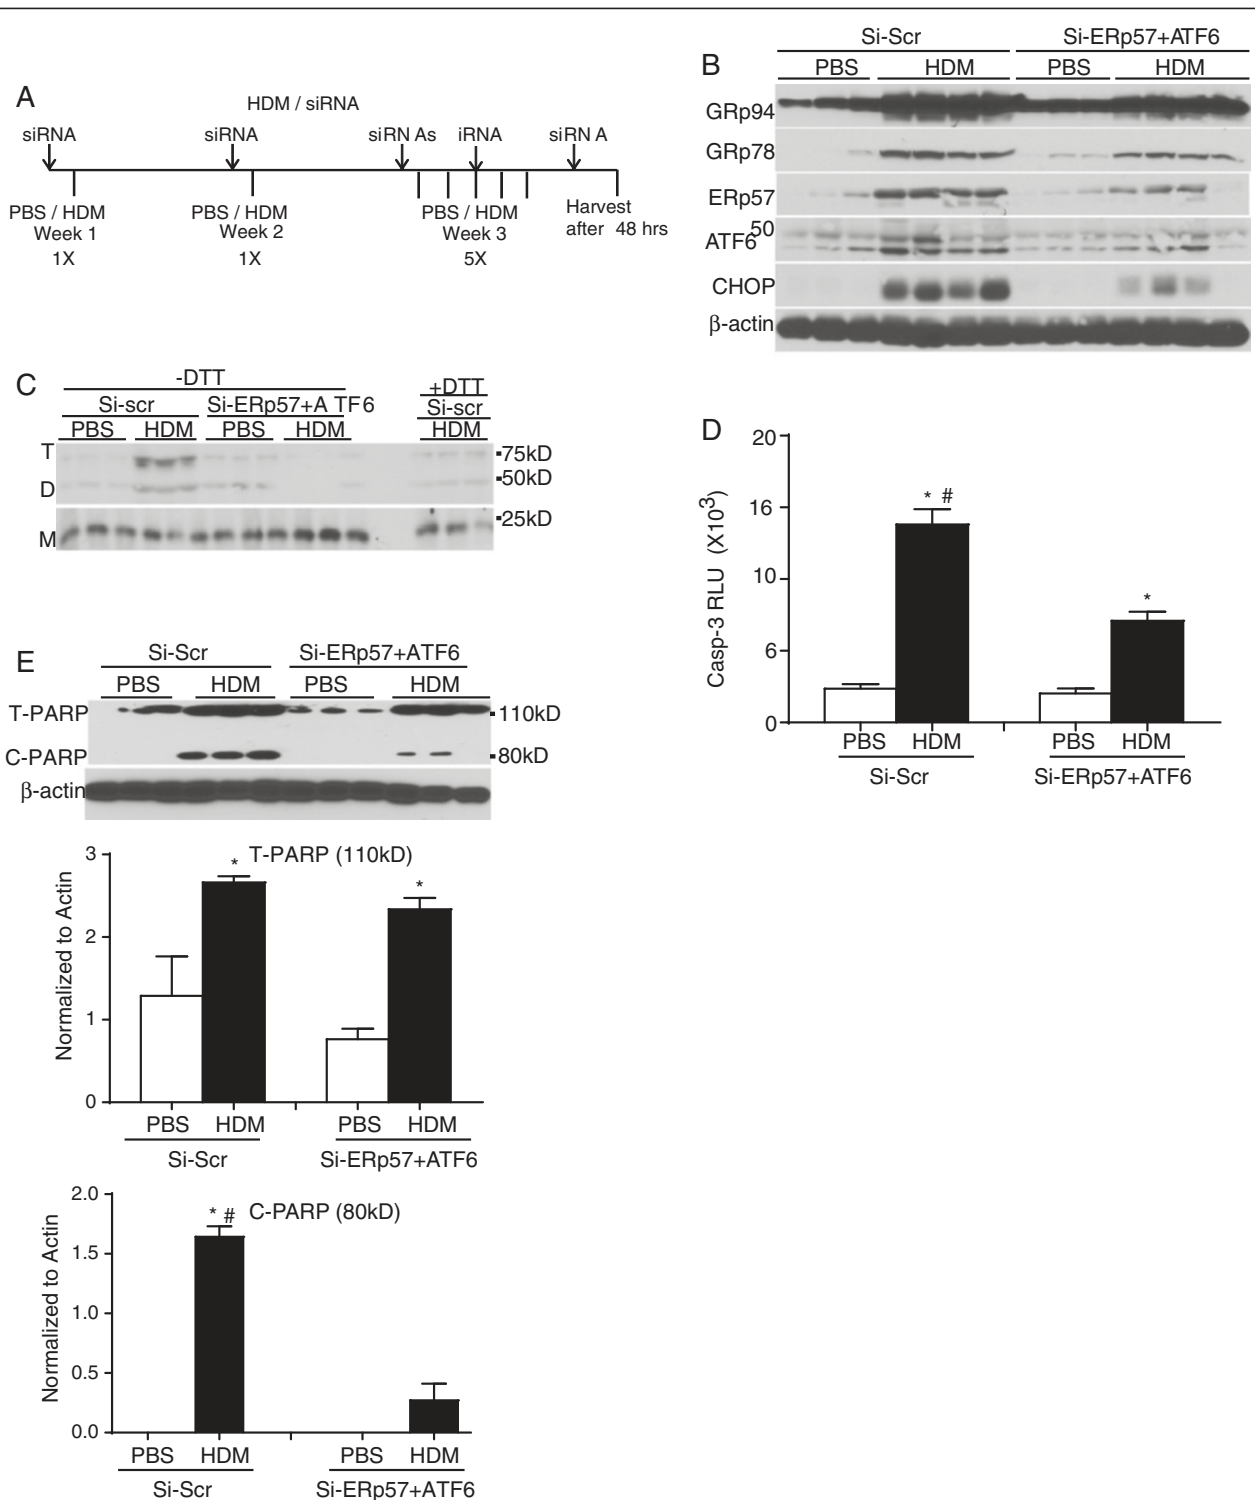 A
HDM / siRNA
siRNA siRNA siRN As iRNA siRN A
PBS / HDM PBS / HDM PBS / HDM Harvest
Week 1 Week 2 Week 3 after 48 hrs
1X 1X 5X
B
Si-Scr Si-ERp57+ATF6
PBS HDM PBS HDM
GRp94
GRp78
ERp57
50
ATF6
CHOP
β-actin
C
-DTT +DTT
Si-scr Si-ERp57+A TF6 Si-scr
PBS HDM PBS HDM HDM
T 75kD
D 50kD
25kD
M
D
Casp-3 RLU (X10³)
20
16
10
6
0
* #
*
PBS HDM PBS HDM
Si-Scr Si-ERp57+ATF6
E
Si-Scr Si-ERp57+ATF6
PBS HDM PBS HDM
T-PARP 110kD
C-PARP 80kD
β-actin
T-PARP (110kD)
Normalized to Actin
3
2
1
0
*
*
PBS HDM PBS HDM
Si-Scr Si-ERp57+ATF6
C-PARP (80kD)
Normalized to Actin
2.0
1.5
1.0
0.5
0.0
* #
PBS HDM PBS HDM
Si-Scr Si-ERp57+ATF6